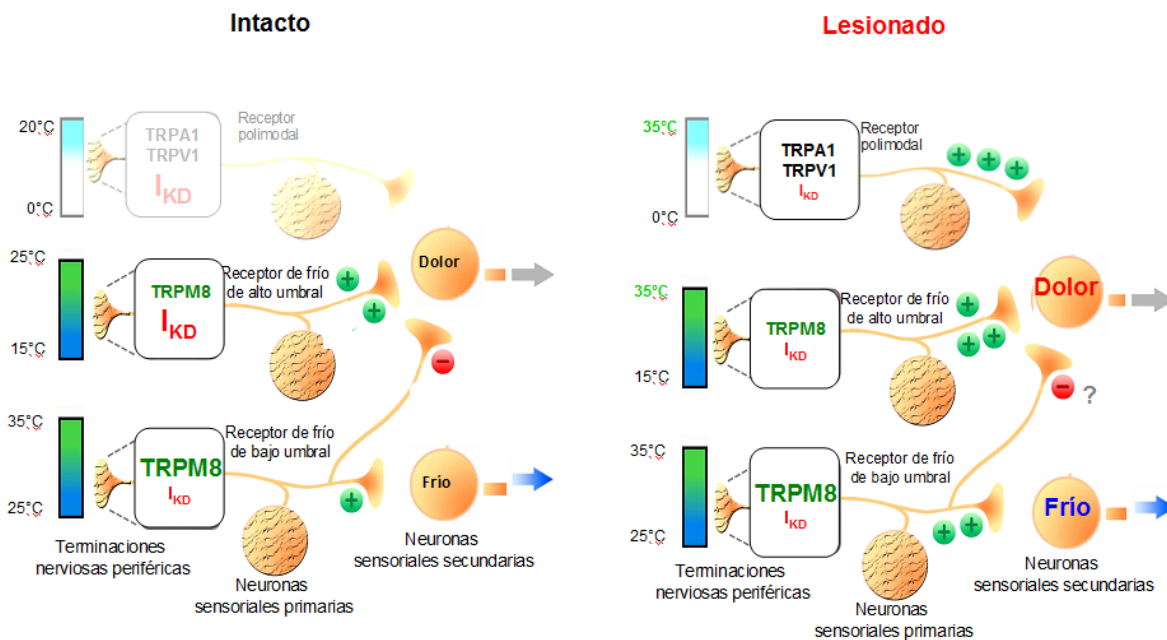 Intacto
20°C
0°C
TRPA1
TRPV1
IKD
Receptor
polimodal
25°C
15°C
TRPM8
IKD
Receptor de frío
de alto umbral
+
+
Dolor
−
35°C
25°C
TRPM8
IKD
Receptor de frío
de bajo umbral
+
Frio
Terminaciones
nerviosas periféricas
Neuronas
sensoriales primarias
Neuronas
sensoriales secundarias
Lesionado
35°C
0°C
TRPA1
TRPV1
IKD
Receptor
polimodal
+ + +
35°C
15°C
TRPM8
IKD
Receptor de frío
de alto umbral
+
+ +
Dolor
− ?
35°C
25°C
TRPM8
IKD
Receptor de frío
de bajo umbral
+ +
Frío
Terminaciones
nerviosas periféricas
Neuronas
sensoriales primarias
Neuronas
sensoriales secundarias